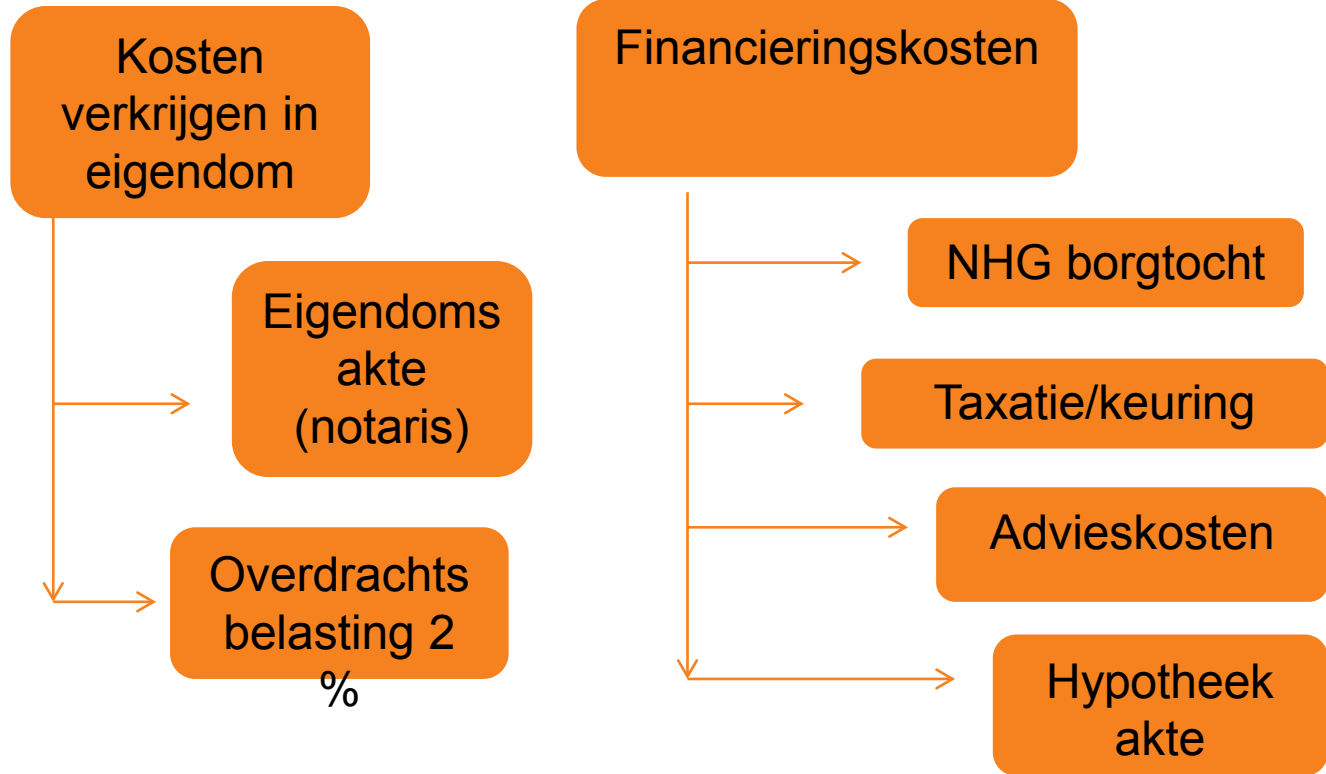 Kosten
verkrijgen in
eigendom
Eigendoms
akte
(notaris)
Overdrachts
belasting 2
%
Financieringskosten
NHG borgtocht
Taxatie/keuring
Advieskosten
Hypotheek
akte